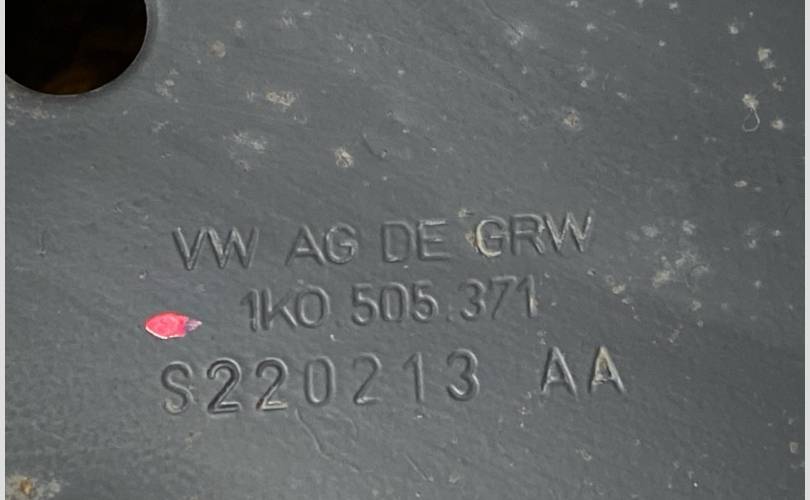 VW AG DE GRW
1K0.505.371
S220213 AA